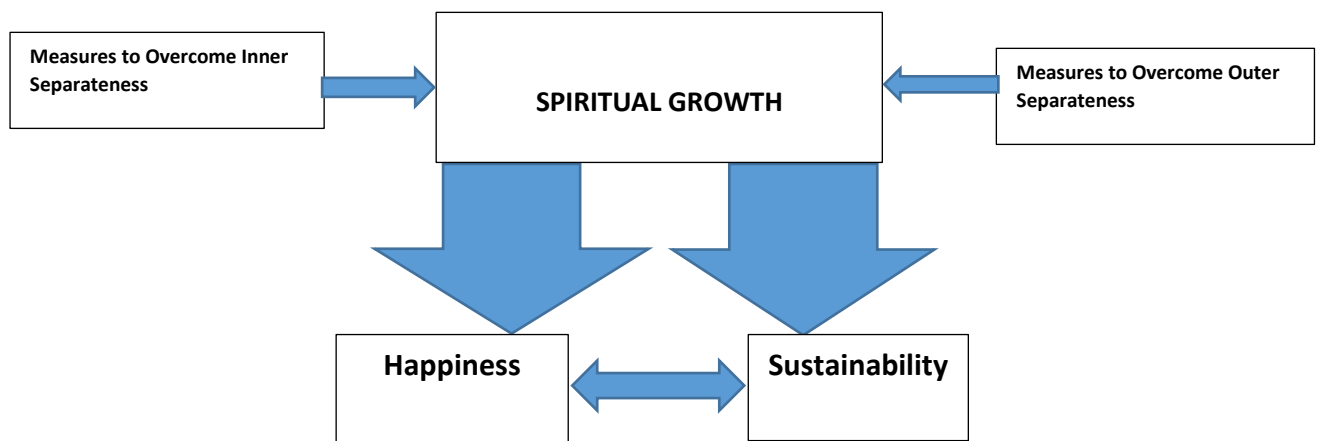 Measures to Overcome Inner
Separateness
SPIRITUAL GROWTH
Measures to Overcome Outer
Separateness
Happiness
Sustainability